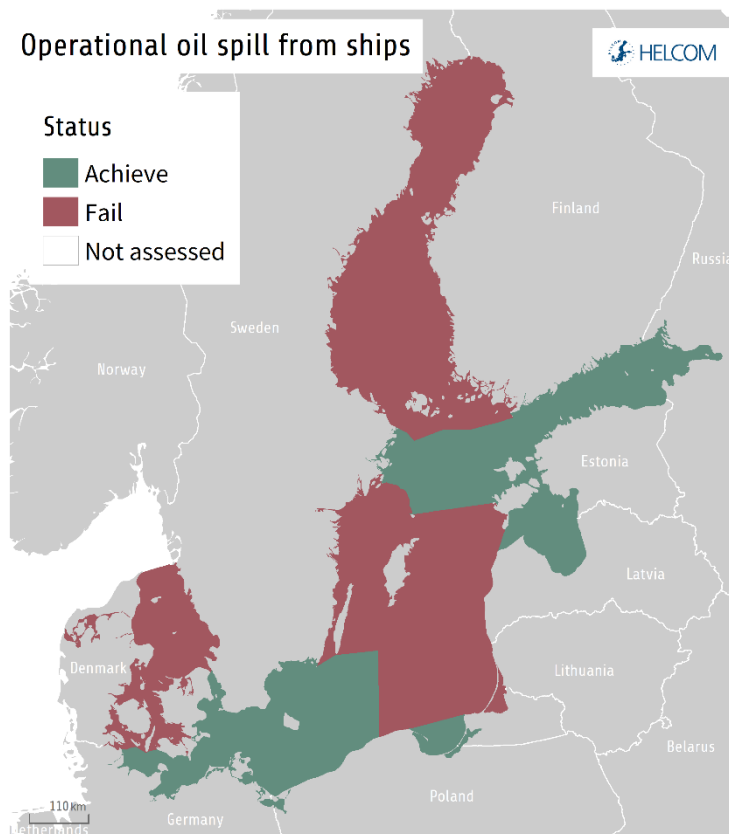 Operational oil spill from ships
HELCOM
Status
Achieve
Fail
Not assessed
Finland
Russia
Sweden
Norway
Estonia
Latvia
Denmark
Lithuania
Belarus
110 km
Poland
Germany
Netherlands